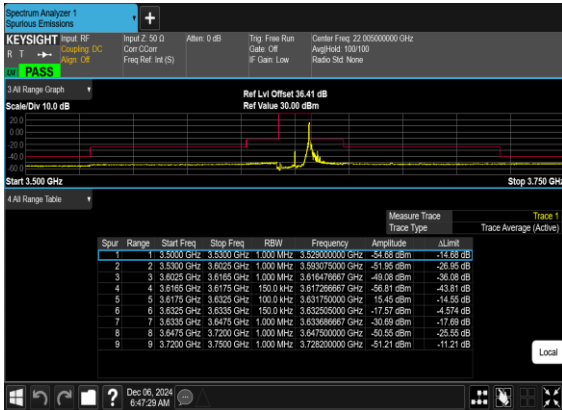 Spectrum Analyzer 1
Spurious Emissions
+
KEYSIGHT Input: RF Input Z: 50 Ω Atten: 0 dB Trig: Free Run Center Freq: 22.005000000 GHz
R T Coupling: DC Corr CCorr Gate: Off Avg|Hold: 100/100
Align: Off Freq Ref: Int (S) IF Gain: Low Radio Std: None
PASS
3 All Range Graph
Ref Lvl Offset 36.41 dB
Scale/Div 10.0 dB Ref Value 30.00 dBm
20.0
0.00
-20.0
-40.0
-60.0
Start 3.500 GHz Stop 3.750 GHz
4 All Range Table
Measure Trace Trace 1
Trace Type Trace Average (Active)
Spur Range Start Freq Stop Freq RBW Frequency Amplitude ΔLimit
1 1 3.5000 GHz 3.5300 GHz 1.000 MHz 3.529000000 GHz -54.68 dBm -14.68 dB
2 2 3.5300 GHz 3.6025 GHz 1.000 MHz 3.593075000 GHz -51.95 dBm -26.95 dB
3 3 3.6025 GHz 3.6165 GHz 1.000 MHz 3.616476667 GHz -49.08 dBm -36.08 dB
4 4 3.6165 GHz 3.6175 GHz 150.0 kHz 3.617266667 GHz -56.81 dBm -43.81 dB
5 5 3.6175 GHz 3.6325 GHz 100.0 kHz 3.631750000 GHz 15.45 dBm -14.55 dB
6 6 3.6325 GHz 3.6335 GHz 150.0 kHz 3.632505000 GHz -17.57 dBm -4.574 dB
7 7 3.6335 GHz 3.6475 GHz 1.000 MHz 3.633686667 GHz -30.69 dBm -17.69 dB
8 8 3.6475 GHz 3.7200 GHz 1.000 MHz 3.647500000 GHz -50.55 dBm -25.55 dB
9 9 3.7200 GHz 3.7500 GHz 1.000 MHz 3.728200000 GHz -51.21 dBm -11.21 dB
Local
? Dec 06, 2024
6:47:29 AM